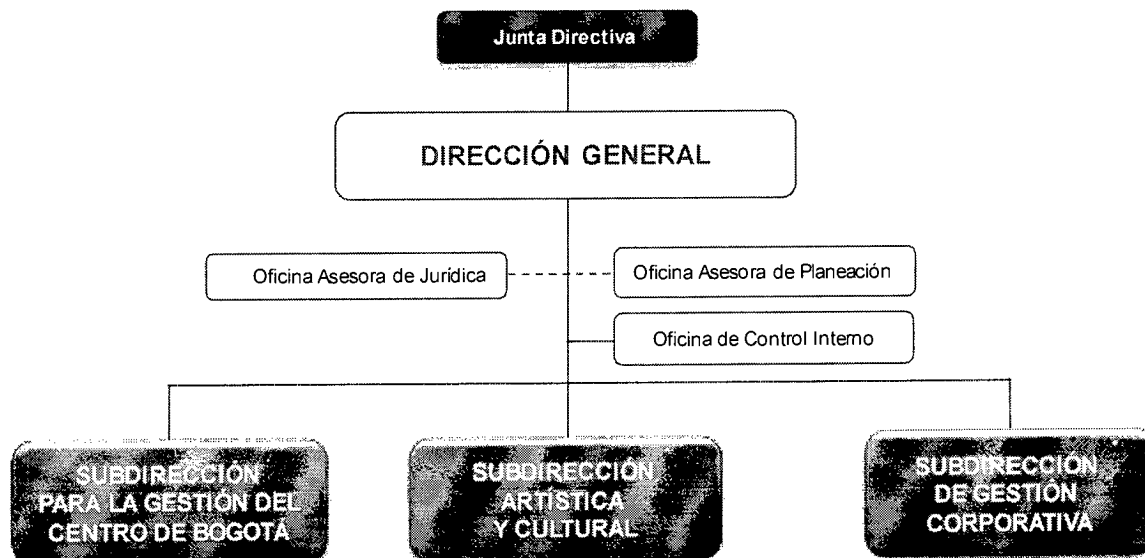 Junta Directiva
DIRECCIÓN GENERAL
Oficina Asesora de Jurídica
Oficina Asesora de Planeación
Oficina de Control Interno
SUBDIRECCIÓN
PARA LA GESTIÓN DEL
CENTRO DE BOGOTÁ
SUBDIRECCIÓN
ARTÍSTICA
Y CULTURAL
SUBDIRECCIÓN
DE GESTIÓN
CORPORATIVA